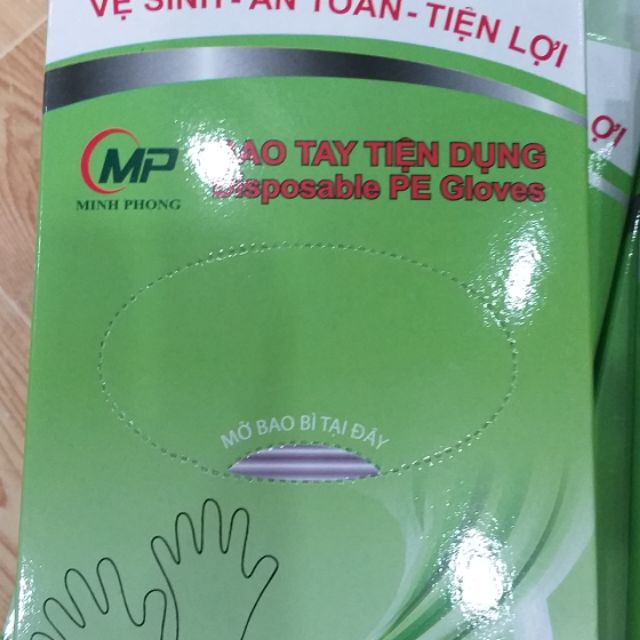 VỆ SINH - AN TOÀN - TIỆN LỢI
ỢI
MP
MINH PHONG
TAY TIỆN DỤNG
Disposable PE Gloves
MỞ BAO BÌ TẠI ĐÂY